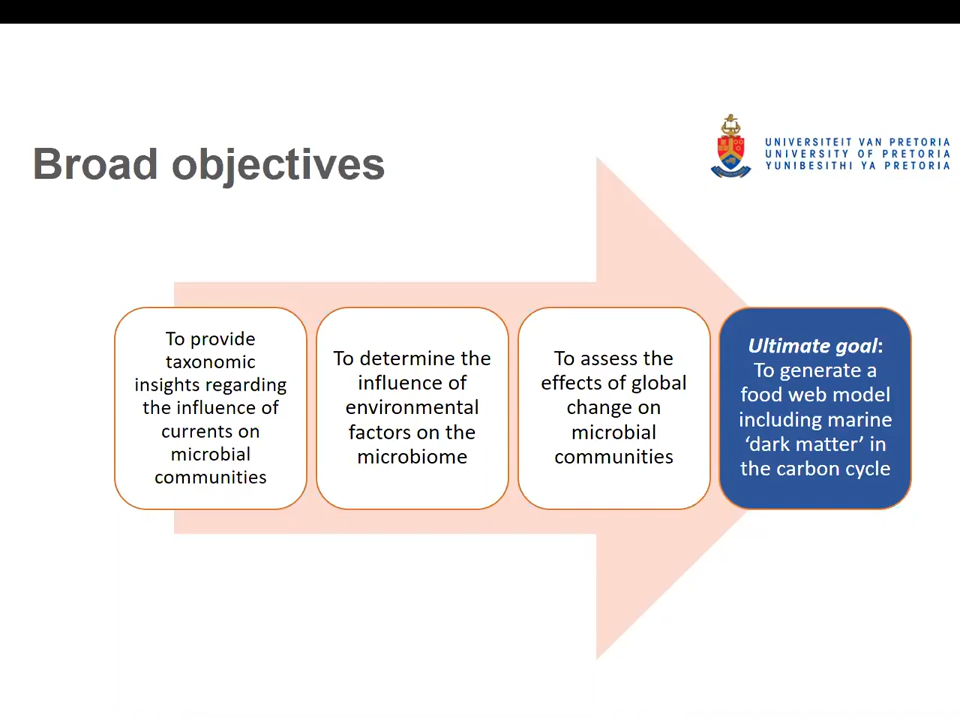 Broad objectives
UNIVERSITEIT VAN PRETORIA
UNIVERSITY OF PRETORIA
YUNIBESITHI YA PRETORIA
To provide
taxonomic
insights regarding
the influence of
currents on
microbial
communities
To determine the
influence of
environmental
factors on the
microbiome
To assess the
effects of global
change on
microbial
communities
Ultimate goal:
To generate a
food web model
including marine
‘dark matter’ in
the carbon cycle